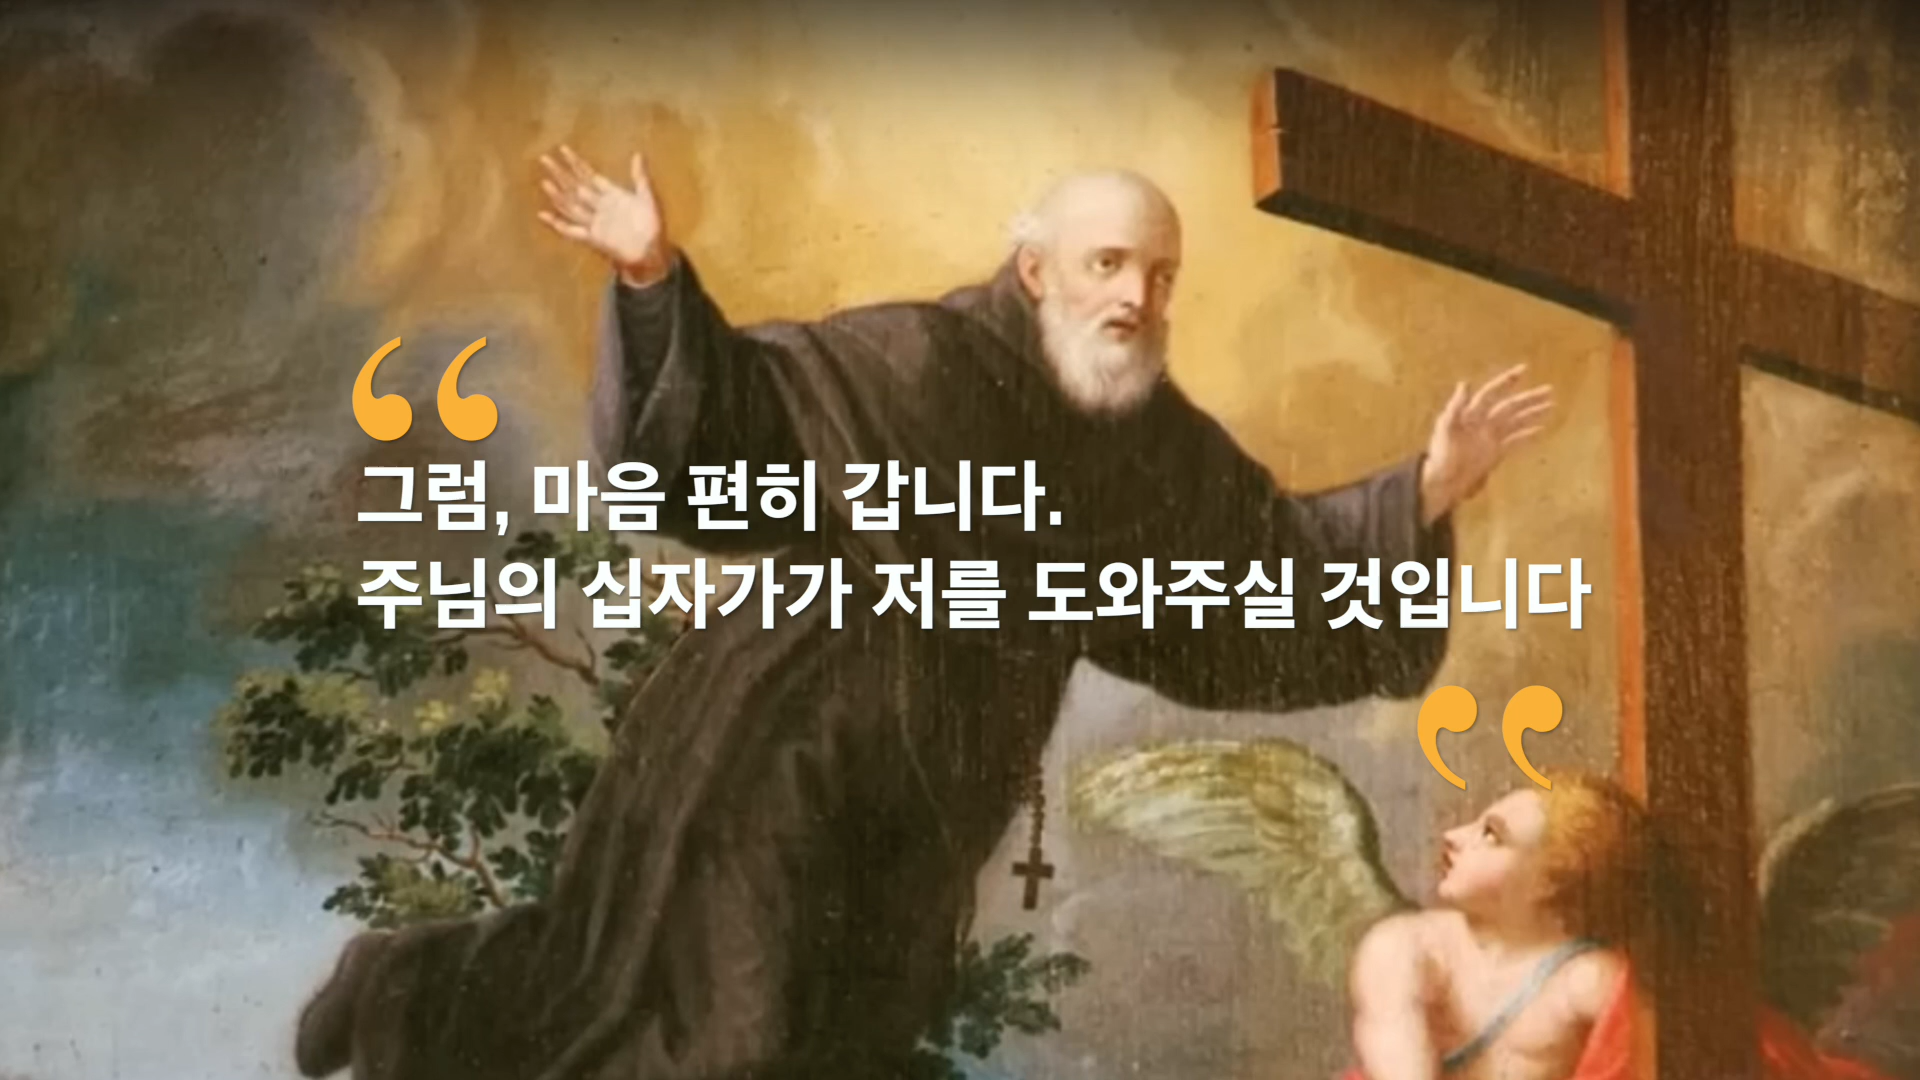 “
그럼, 마음 편히 갑니다.
주님의 십자가가 저를 도와주실 것입니다
”